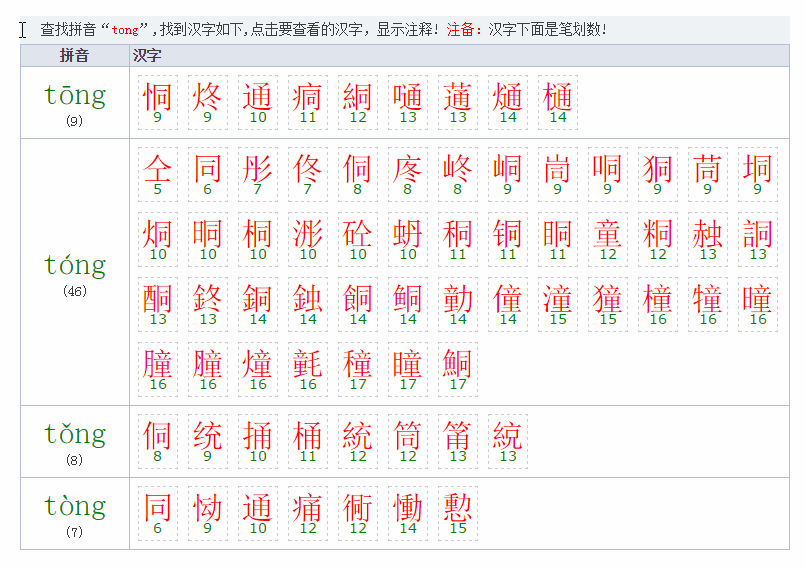 查找拼音“tong”,找到汉字如下,点击要查看的汉字，显示注释! 注备：汉字下面是笔划数!
拼音 汉字
tōng
(9)
恫 炵 通 痌 絧 嗵 蓪 熥 樋
9 9 10 11 12 13 13 14 14
tóng
(46)
仝 同 彤 佟 侗 庝 峂 峒 峝 哃 狪 茼 垌
5 6 7 7 8 8 8 9 9 9 9 9 9
烔 晍 桐 浵 砼 蚒 秱 铜 眮 童 粡 赨 詷
10 10 10 10 10 10 11 11 11 12 12 13 13
酮 鉖 銅 鉵 餇 鲖 勭 僮 潼 獞 橦 犝 曈
13 13 14 14 14 14 14 14 15 15 16 16 16
朣 膧 燑 氃 穜 瞳 鮦
16 16 16 16 17 17 17
tǒng
(8)
侗 统 捅 桶 統 筒 筩 綂
8 9 10 11 12 12 13 13
tòng
(7)
同 恸 通 痛 衕 慟 憅
6 9 10 12 12 14 15